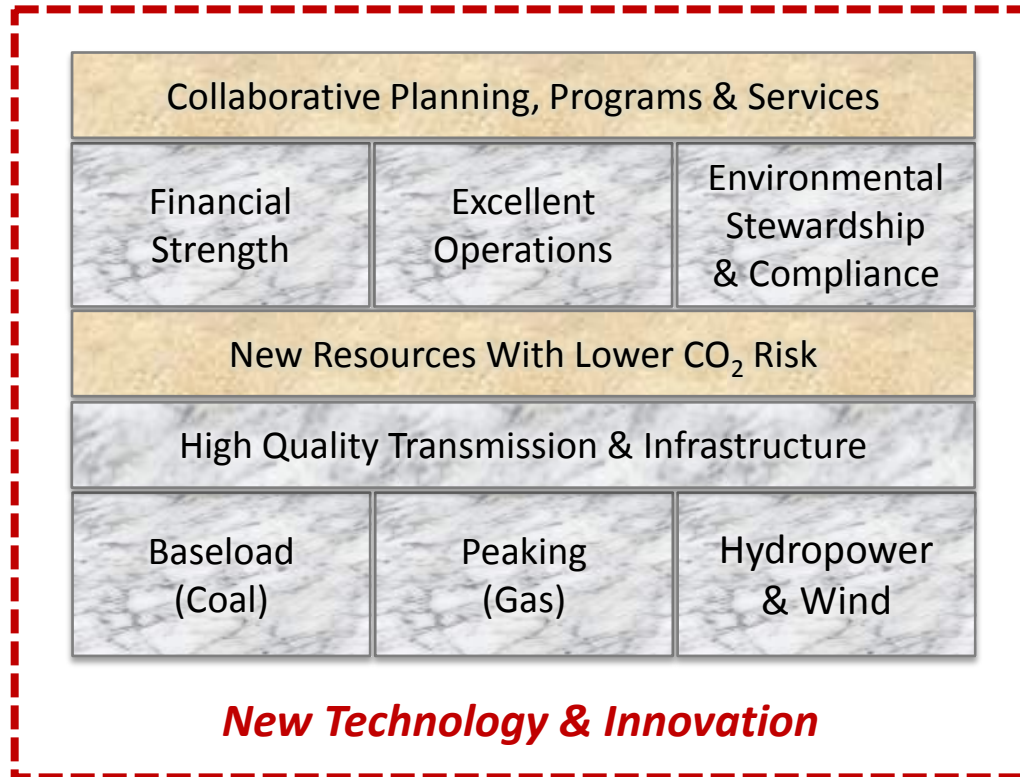 Collaborative Planning, Programs & Services
Financial
Strength
Excellent
Operations
Environmental
Stewardship
& Compliance
New Resources With Lower CO₂ Risk
High Quality Transmission & Infrastructure
Baseload
(Coal)
Peaking
(Gas)
Hydropower
& Wind
New Technology & Innovation